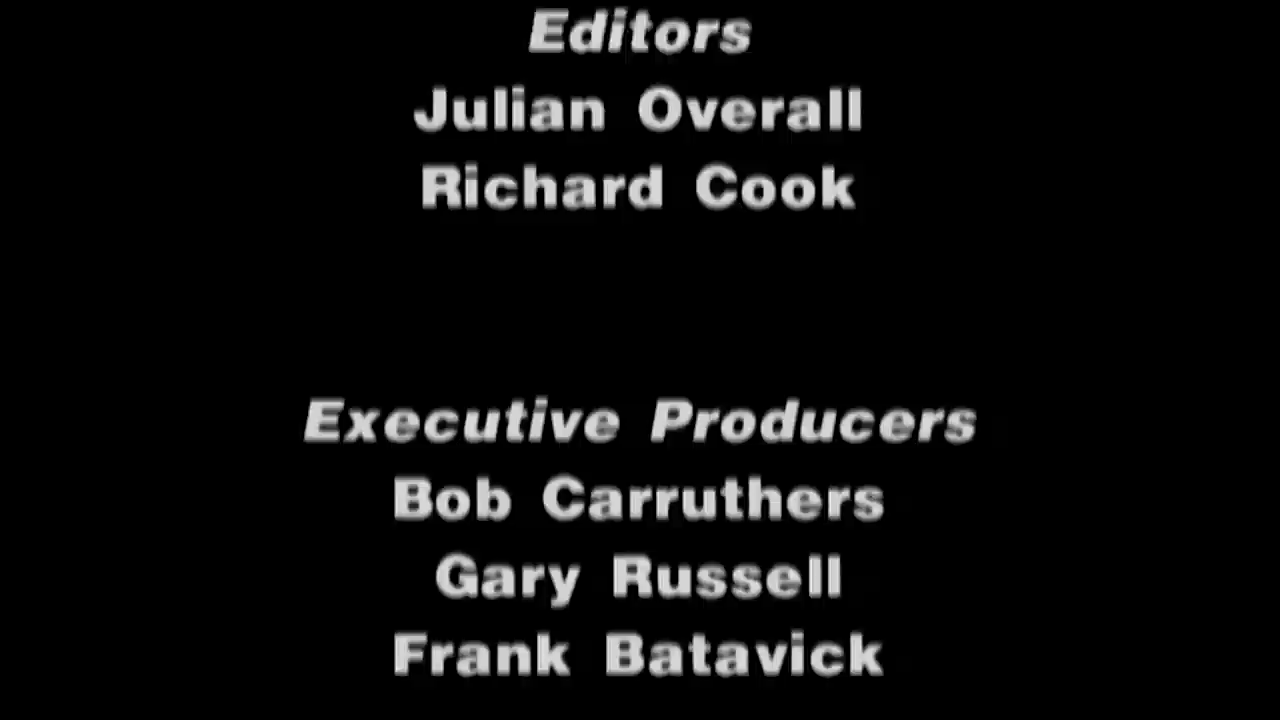 Editors
Julian Overall
Richard Cook
Executive Producers
Bob Carruthers
Gary Russell
Frank Batavick